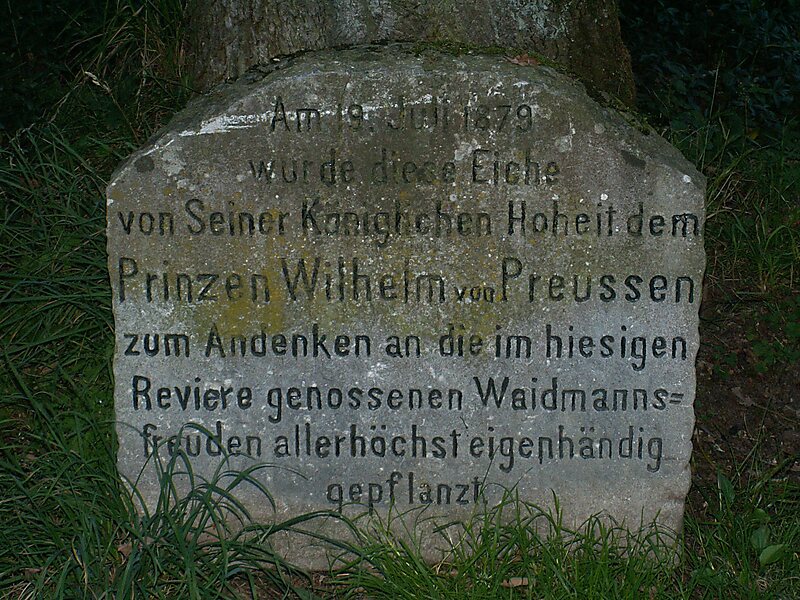 Am 19. Juli 1879
wurde diese Eiche
von Seiner Königlichen Hoheit dem
Prinzen Wilhelm von Preussen
zum Andenken an die im hiesigen
Reviere genossenen Waidmanns=
freuden allerhöchst eigenhändig
gepflanzt.